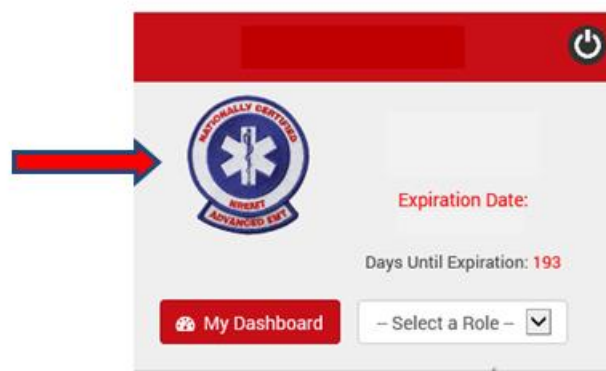 NATIONALLY CERTIFIED
NREMT
ADVANCED EMT
Expiration Date:
Days Until Expiration: 193
My Dashboard
-- Select a Role --